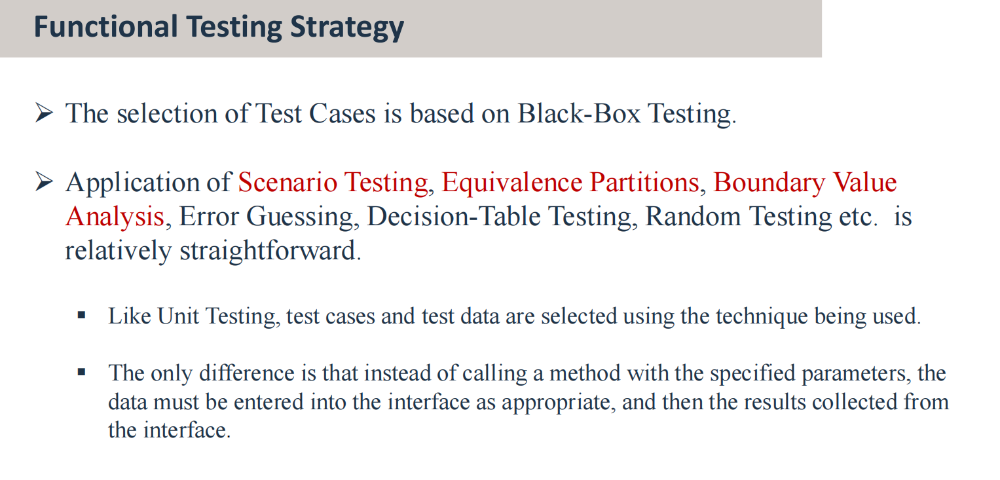 Functional Testing Strategy
➢ The selection of Test Cases is based on Black-Box Testing.
➢ Application of Scenario Testing, Equivalence Partitions, Boundary Value
Analysis, Error Guessing, Decision-Table Testing, Random Testing etc.  is
relatively straightforward.
▪ Like Unit Testing, test cases and test data are selected using the technique being used.
▪ The only difference is that instead of calling a method with the specified parameters, the
data must be entered into the interface as appropriate, and then the results collected from
the interface.